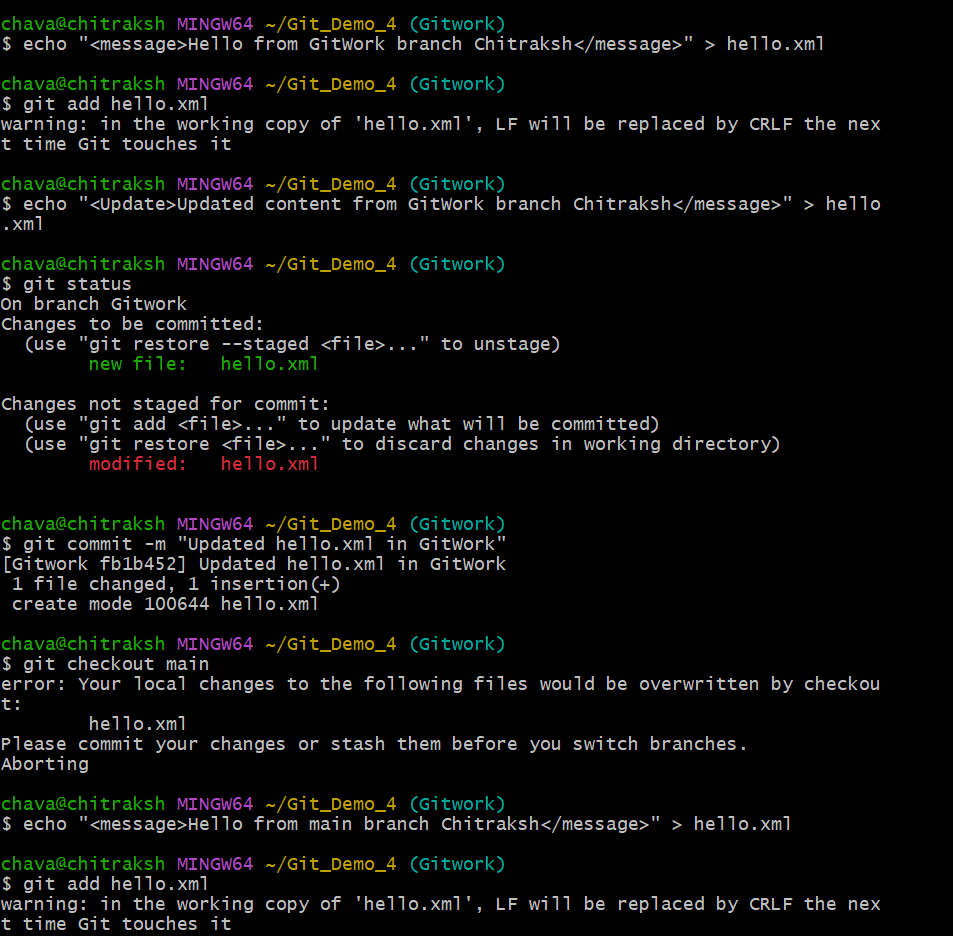 chava@chitraksh MINGW64 ~/Git_Demo_4 (Gitwork)
$ echo "<message>Hello from GitWork branch Chitraksh</message>" > hello.xml
chava@chitraksh MINGW64 ~/Git_Demo_4 (Gitwork)
$ git add hello.xml
warning: in the working copy of 'hello.xml', LF will be replaced by CRLF the nex
t time Git touches it
chava@chitraksh MINGW64 ~/Git_Demo_4 (Gitwork)
$ echo "<Update>Updated content from GitWork branch Chitraksh</message>" > hello
.xml
chava@chitraksh MINGW64 ~/Git_Demo_4 (Gitwork)
$ git status
On branch Gitwork
Changes to be committed:
  (use "git restore --staged <file>..." to unstage)
        new file:   hello.xml
Changes not staged for commit:
  (use "git add <file>..." to update what will be committed)
  (use "git restore <file>..." to discard changes in working directory)
        modified:   hello.xml
chava@chitraksh MINGW64 ~/Git_Demo_4 (Gitwork)
$ git commit -m "Updated hello.xml in GitWork"
[Gitwork fb1b452] Updated hello.xml in GitWork
 1 file changed, 1 insertion(+)
 create mode 100644 hello.xml
chava@chitraksh MINGW64 ~/Git_Demo_4 (Gitwork)
$ git checkout main
error: Your local changes to the following files would be overwritten by checkou
t:
        hello.xml
Please commit your changes or stash them before you switch branches.
Aborting
chava@chitraksh MINGW64 ~/Git_Demo_4 (Gitwork)
$ echo "<message>Hello from main branch Chitraksh</message>" > hello.xml
chava@chitraksh MINGW64 ~/Git_Demo_4 (Gitwork)
$ git add hello.xml
warning: in the working copy of 'hello.xml', LF will be replaced by CRLF the nex
t time Git touches it